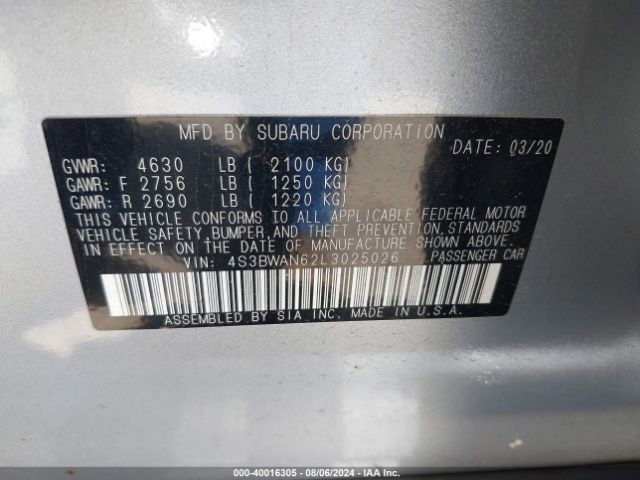 MFD BY SUBARU CORPORATION
DATE: 03/20
GVWR: 4630 LB ( 2100 KG)
GAWR: F 2756 LB ( 1250 KG)
GAWR: R 2690 LB ( 1220 KG)
THIS VEHICLE CONFORMS TO ALL APPLICABLE FEDERAL MOTOR
VEHICLE SAFETY, BUMPER, AND THEFT PREVENTION STANDARDS
IN EFFECT ON THE DATE OF MANUFACTURE SHOWN ABOVE.
VIN: 4S3BWAN62L3025026 PASSENGER CAR
ASSEMBLED BY SIA, INC. MADE IN U.S.A.
000-40016305 - 08/06/2024 - IAA Inc.